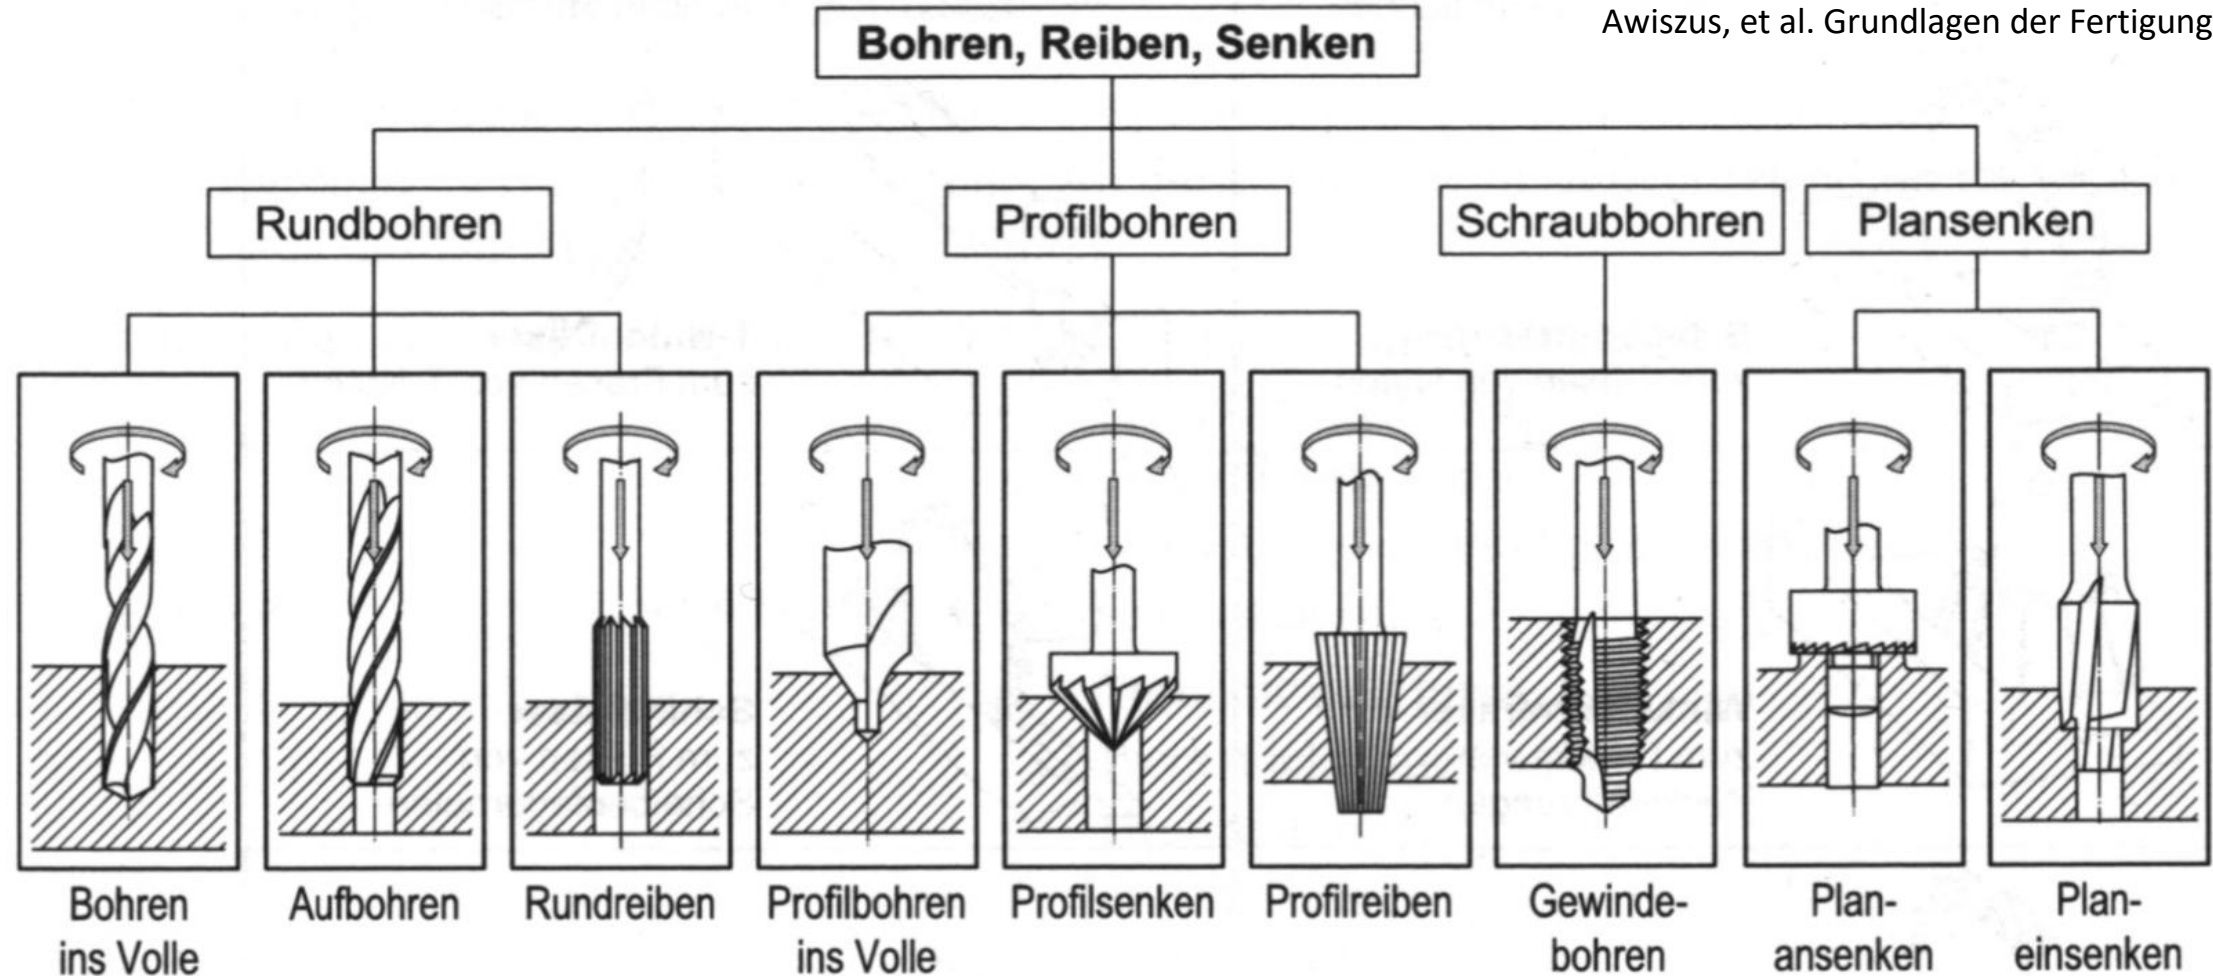 Awiszus, et al. Grundlagen der Fertigung
Bohren, Reiben, Senken
Rundbohren
Profilbohren
Schraubbohren
Plansenken
Bohren
ins Volle
Aufbohren
Rundreiben
Profilbohren
ins Volle
Profilsenken
Profilreiben
Gewinde-
bohren
Plan-
ansenken
Plan-
einsenken